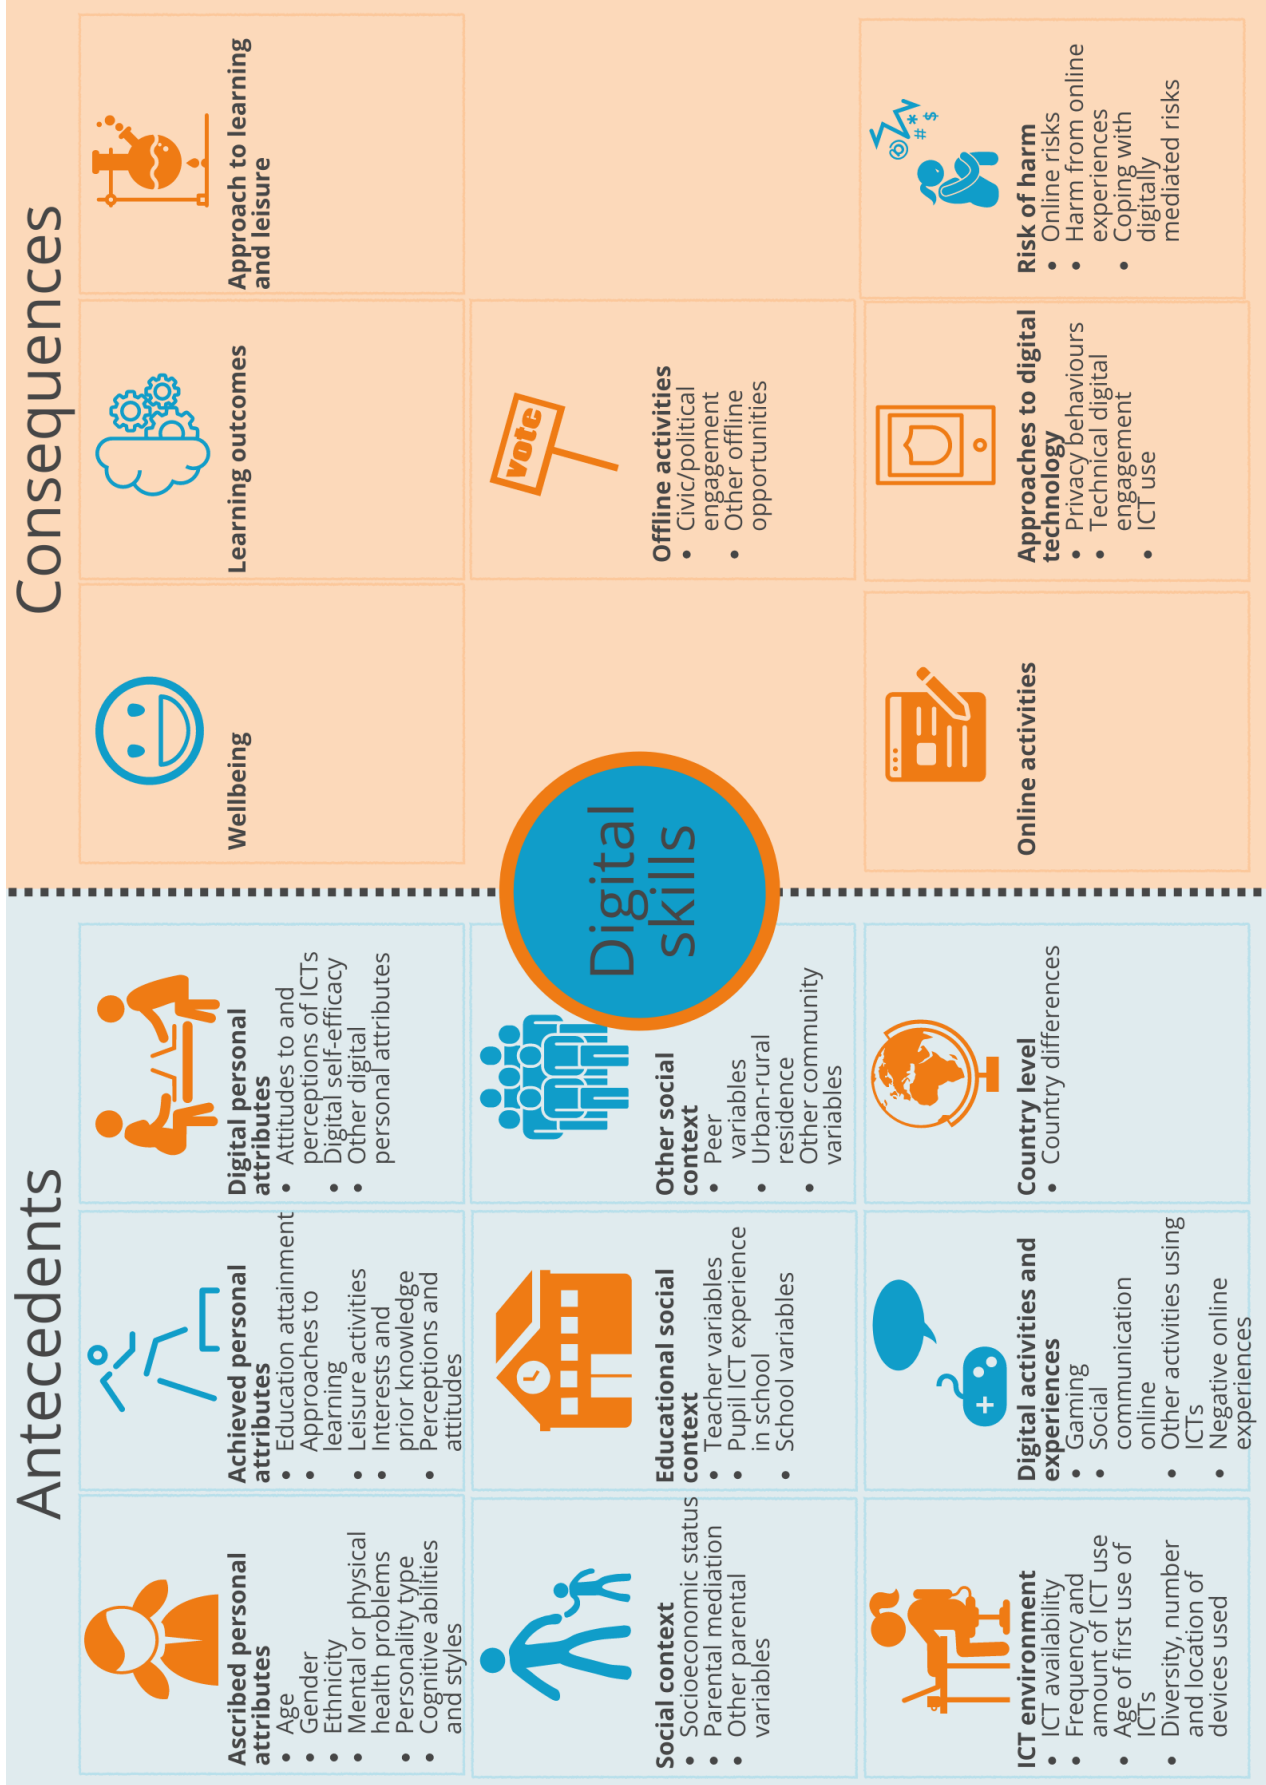 Antecedents
Consequences
Ascribed personal
attributes
• Age
• Gender
• Ethnicity
• Mental or physical
health problems
• Personality type
• Cognitive abilities
and styles
Achieved personal
attributes
• Education attainment
• Approaches to
learning
• Leisure activities
• Interests and
prior knowledge
• Perceptions and
attitudes
Digital personal
attributes
• Attitudes to and
perceptions of ICTs
• Digital self-efficacy
• Other digital
personal attributes
Wellbeing
Learning outcomes
Approach to learning
and leisure
Social context
• Socioeconomic status
• Parental mediation
• Other parental
variables
Educational social
context
• Teacher variables
• Pupil ICT experience
in school
• School variables
Other social
context
• Peer
variables
• Urban-rural
residence
• Other community
variables
Digital
skills
vote
Offline activities
• Civic/political
engagement
• Other offline
opportunities
ICT environment
• ICT availability
• Frequency and
amount of ICT use
• Age of first use of
ICTs
• Diversity, number
and location of
devices used
Digital activities and
experiences
• Gaming
• Social
communication
online
• Other activities using
ICTs
• Negative online
experiences
Country level
• Country differences
Online activities
Approaches to digital
technology
• Privacy behaviours
• Technical digital
engagement
• ICT use
@*$
#
Risk of harm
• Online risks
• Harm from online
experiences
• Coping with
digitally
mediated risks